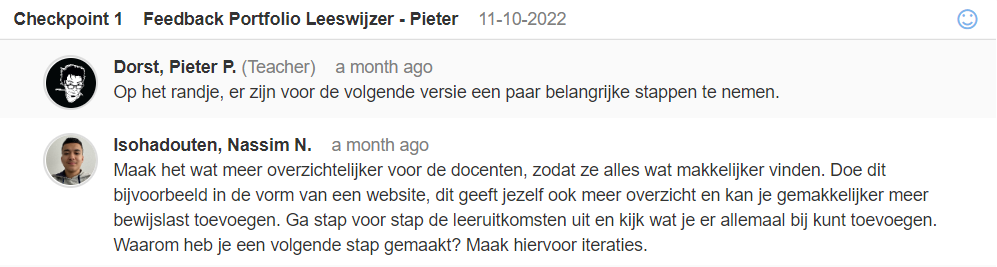 Checkpoint 1 Feedback Portfolio Leeswijzer - Pieter 11-10-2022
Dorst, Pieter P. (Teacher) a month ago
Op het randje, er zijn voor de volgende versie een paar belangrijke stappen te nemen.
Isohadouten, Nassim N. a month ago
Maak het wat meer overzichtelijker voor de docenten, zodat ze alles wat makkelijker vinden. Doe dit
bijvoorbeeld in de vorm van een website, dit geeft jezelf ook meer overzicht en kan je gemakkelijker meer
bewijslast toevoegen. Ga stap voor stap de leeruitkomsten uit en kijk wat je er allemaal bij kunt toevoegen.
Waarom heb je een volgende stap gemaakt? Maak hiervoor iteraties.